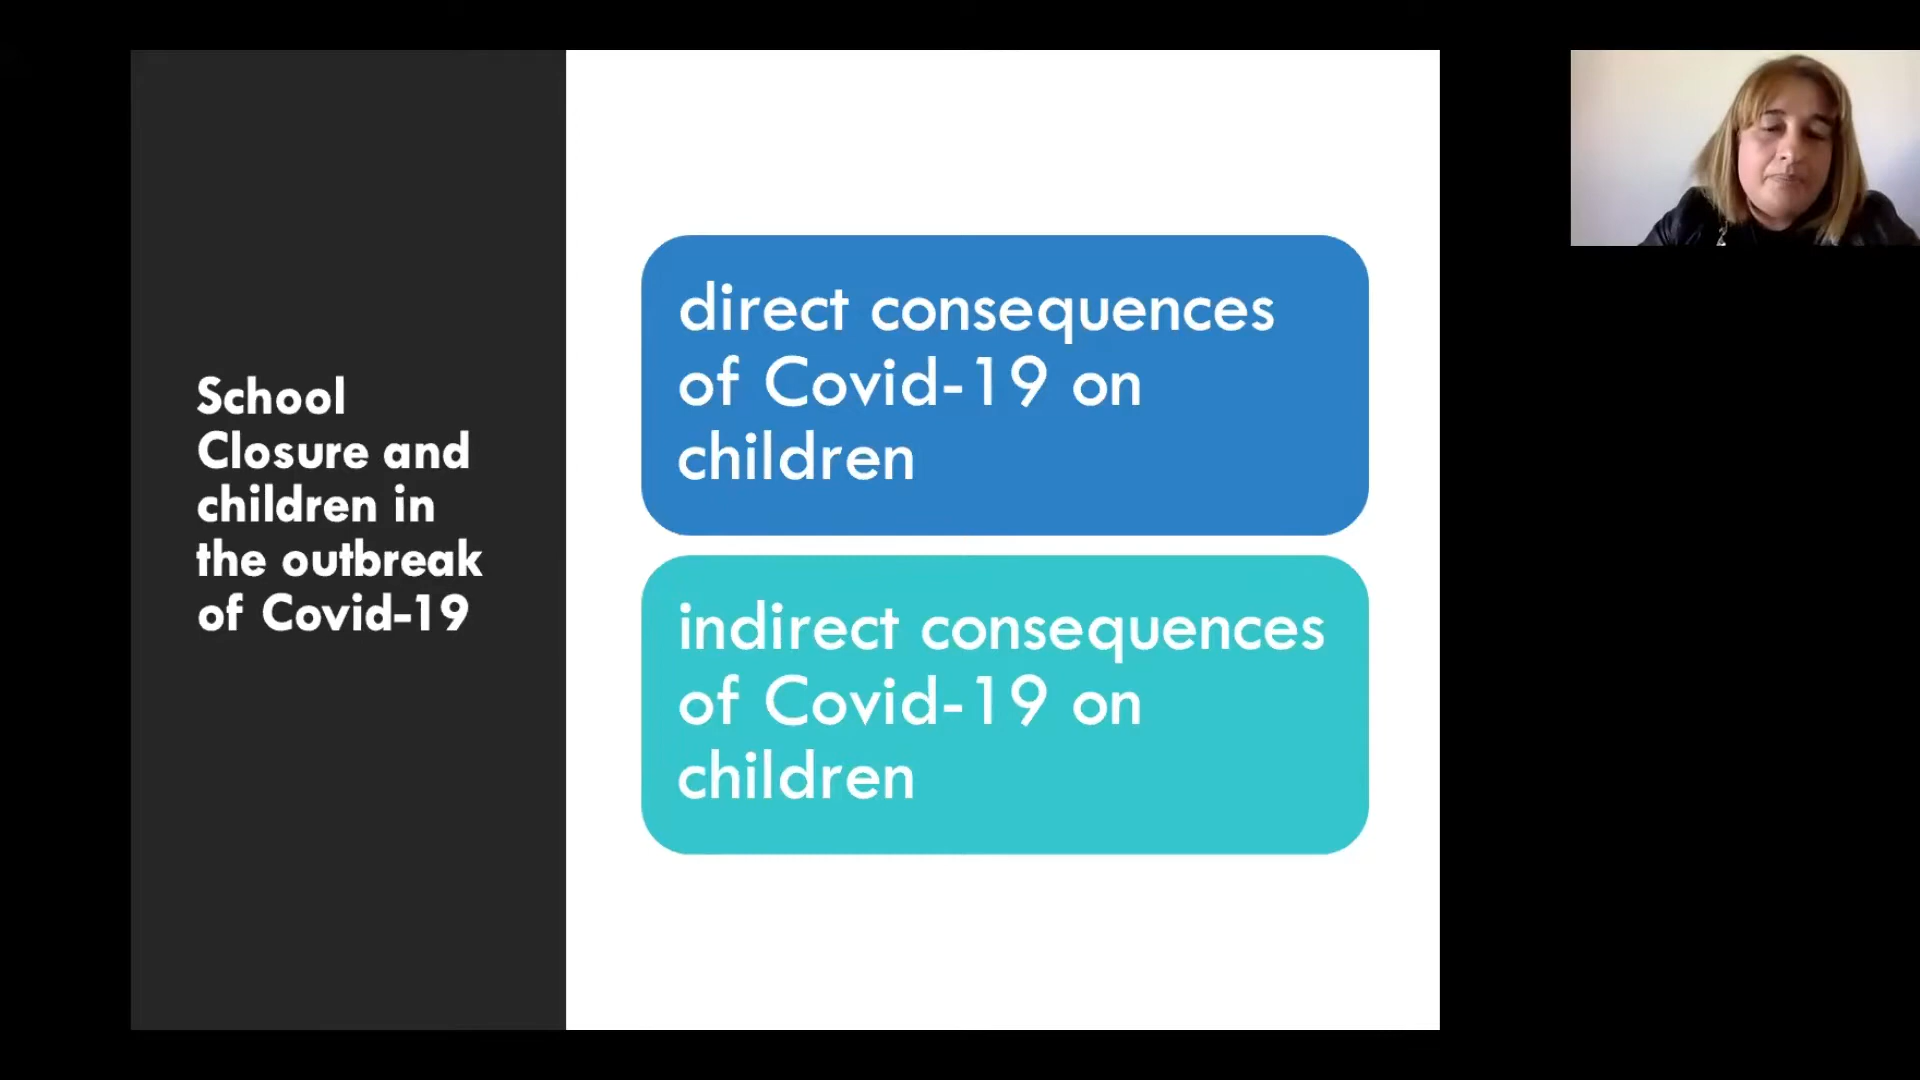 School
Closure and
children in
the outbreak
of Covid-19
direct consequences
of Covid-19 on
children
indirect consequences
of Covid-19 on
children